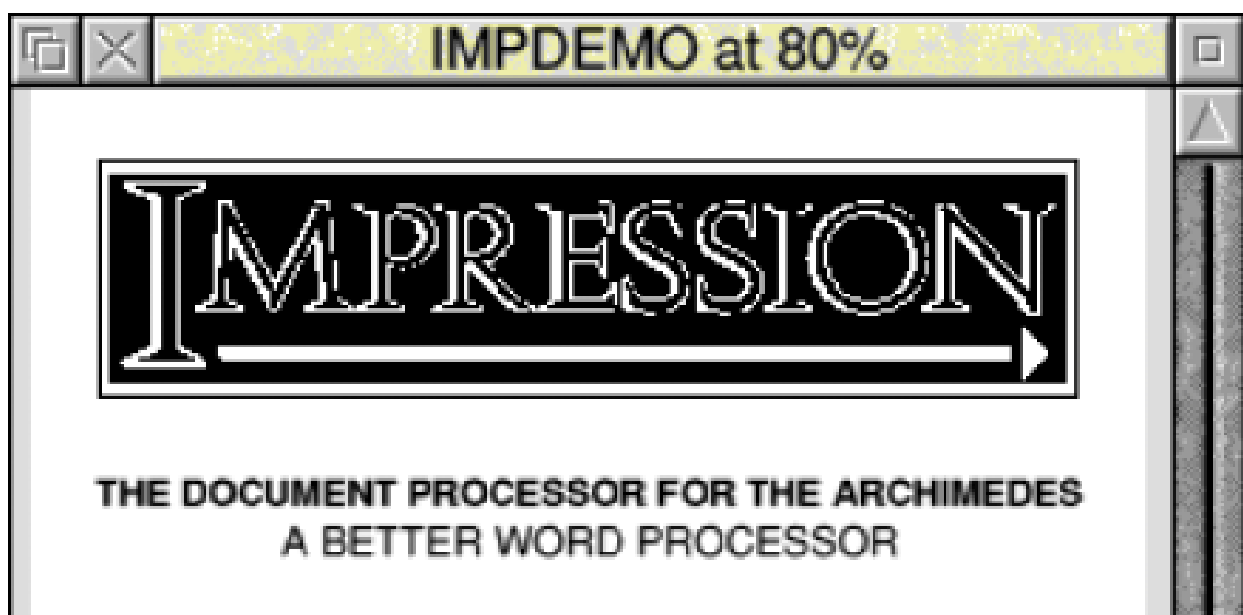 IMPDEMO at 80%
IMPRESSION
THE DOCUMENT PROCESSOR FOR THE ARCHIMEDES
A BETTER WORD PROCESSOR